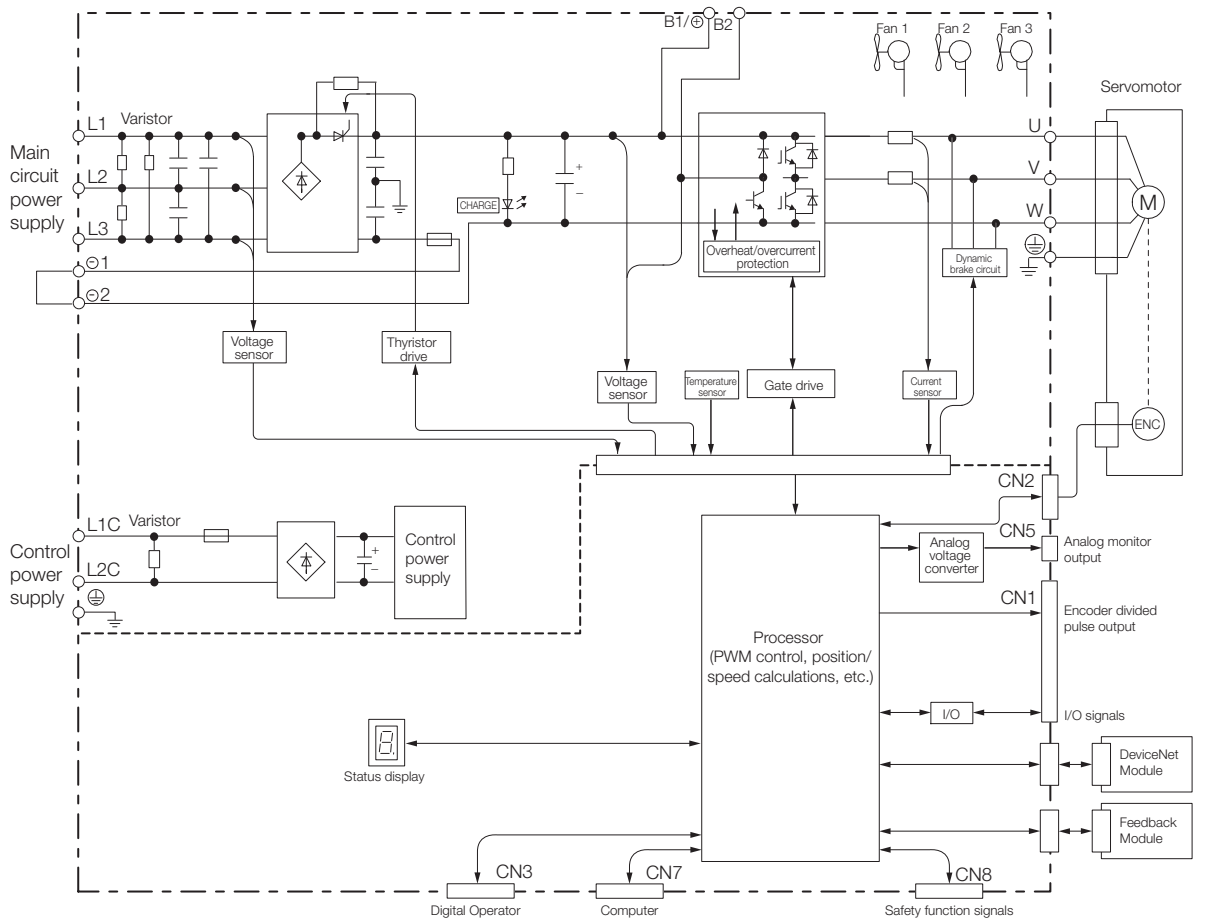 B1/⊕ B2
Fan 1 Fan 2 Fan 3
Servomotor
Varistor
L1
L2
L3
⊖1
⊖2
Main
circuit
power
supply
CHARGE
+
−
Overheat/overcurrent
protection
U
V
W
M
Dynamic
brake circuit
Voltage
sensor
Thyristor
drive
Voltage
sensor
Temperature
sensor
Gate drive
Current
sensor
ENC
CN2
L1C Varistor
L2C
Control
power
supply
+
−
Control
power
supply
Analog
voltage
converter
CN5
Analog monitor
output
CN1
Encoder divided
pulse output
Processor
(PWM control, position/
speed calculations, etc.)
I/O
I/O signals
8.
Status display
DeviceNet
Module
Feedback
Module
CN3
CN7
CN8
Digital Operator
Computer
Safety function signals